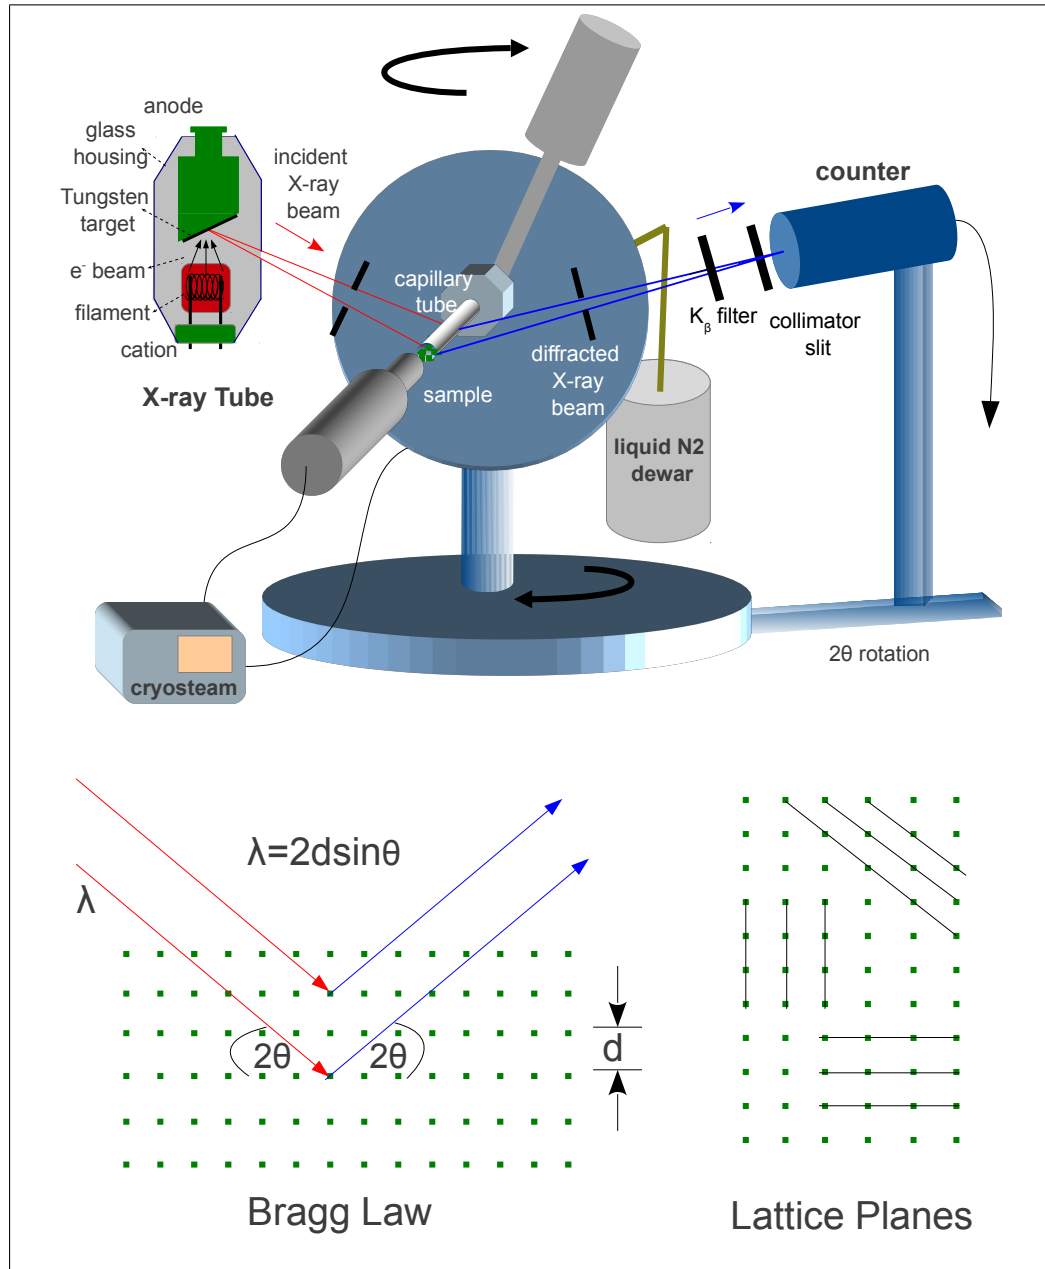 anode
glass
housing
Tungsten
target
e⁻ beam
filament
cation
X-ray Tube
incident
X-ray
beam
capillary
tube
sample
diffracted
X-ray
beam
counter
Kβ filter
collimator
slit
liquid N2
dewar
cryosteam
2θ rotation
λ=2dsinθ
λ
2θ
2θ
d
Bragg Law
Lattice Planes